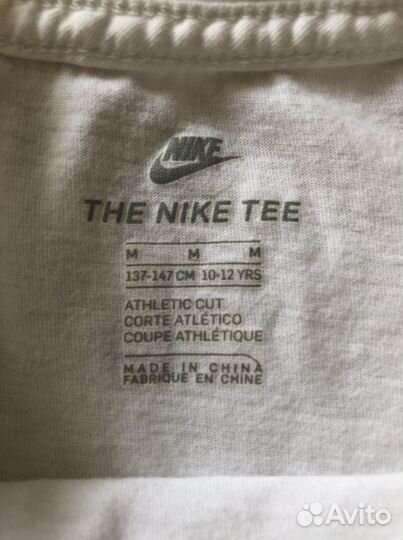 NIKE
THE NIKE TEE
M M M
137-147 CM 10-12 YRS
ATHLETIC CUT
CORTE ATLÉTICO
COUPE ATHLÉTIQUE
MADE IN CHINA
FABRIQUE EN CHINE
Avito